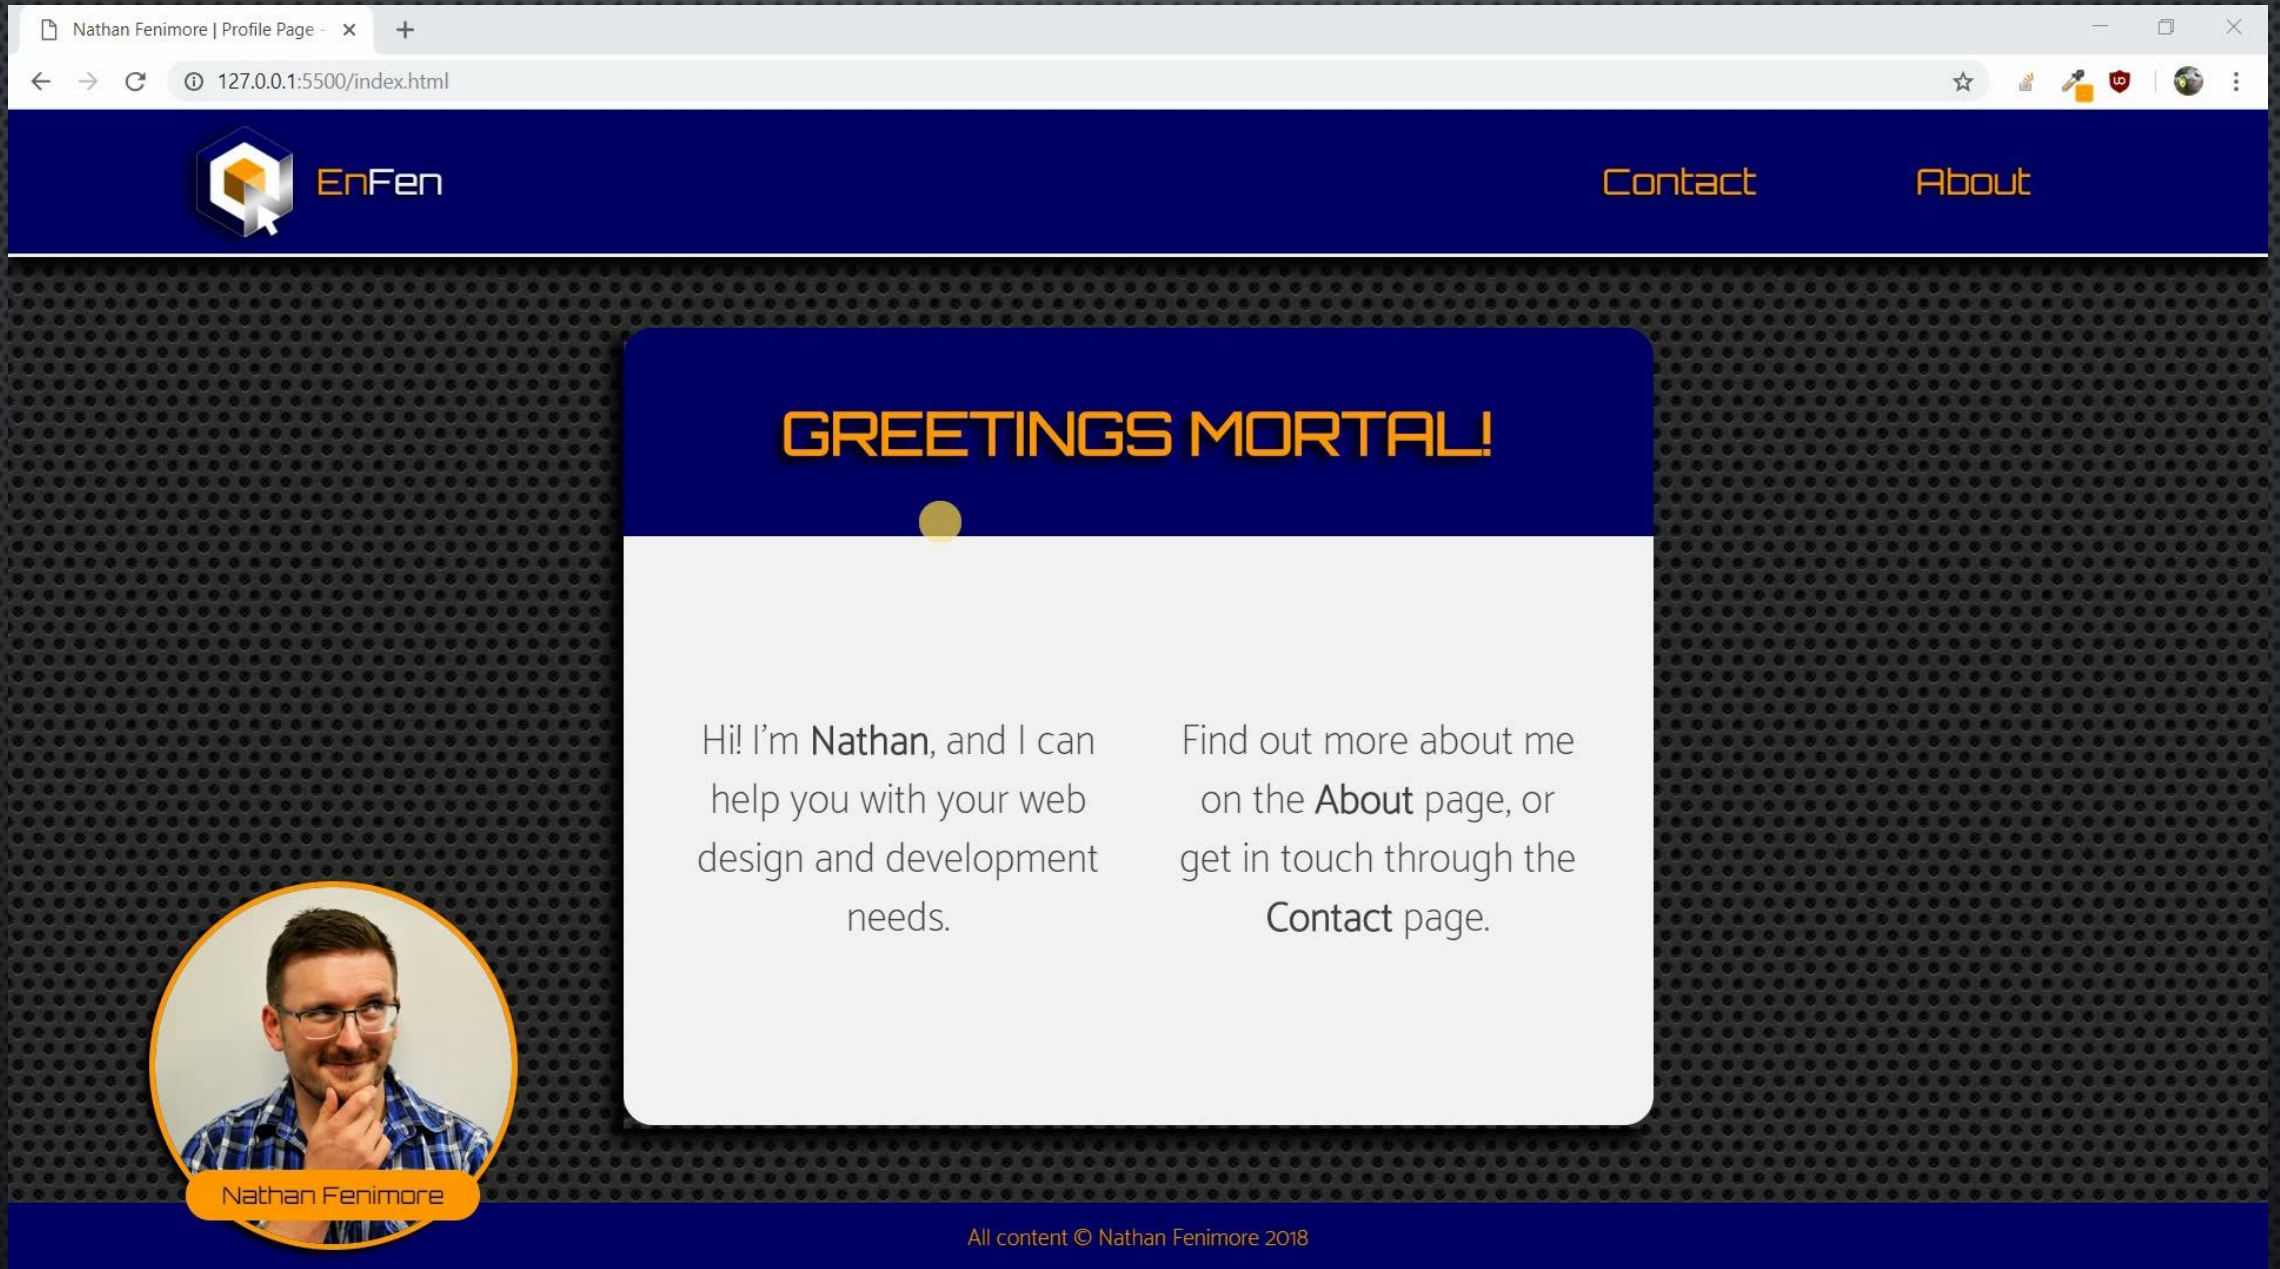 Nathan Fenimore | Profile Page -
127.0.0.1:5500/index.html
EnFen
Contact
About
GREETINGS MORTAL!
Hi! I'm Nathan, and I can
help you with your web
design and development
needs.
Find out more about me
on the About page, or
get in touch through the
Contact page.
Nathan Fenimore
All content © Nathan Fenimore 2018